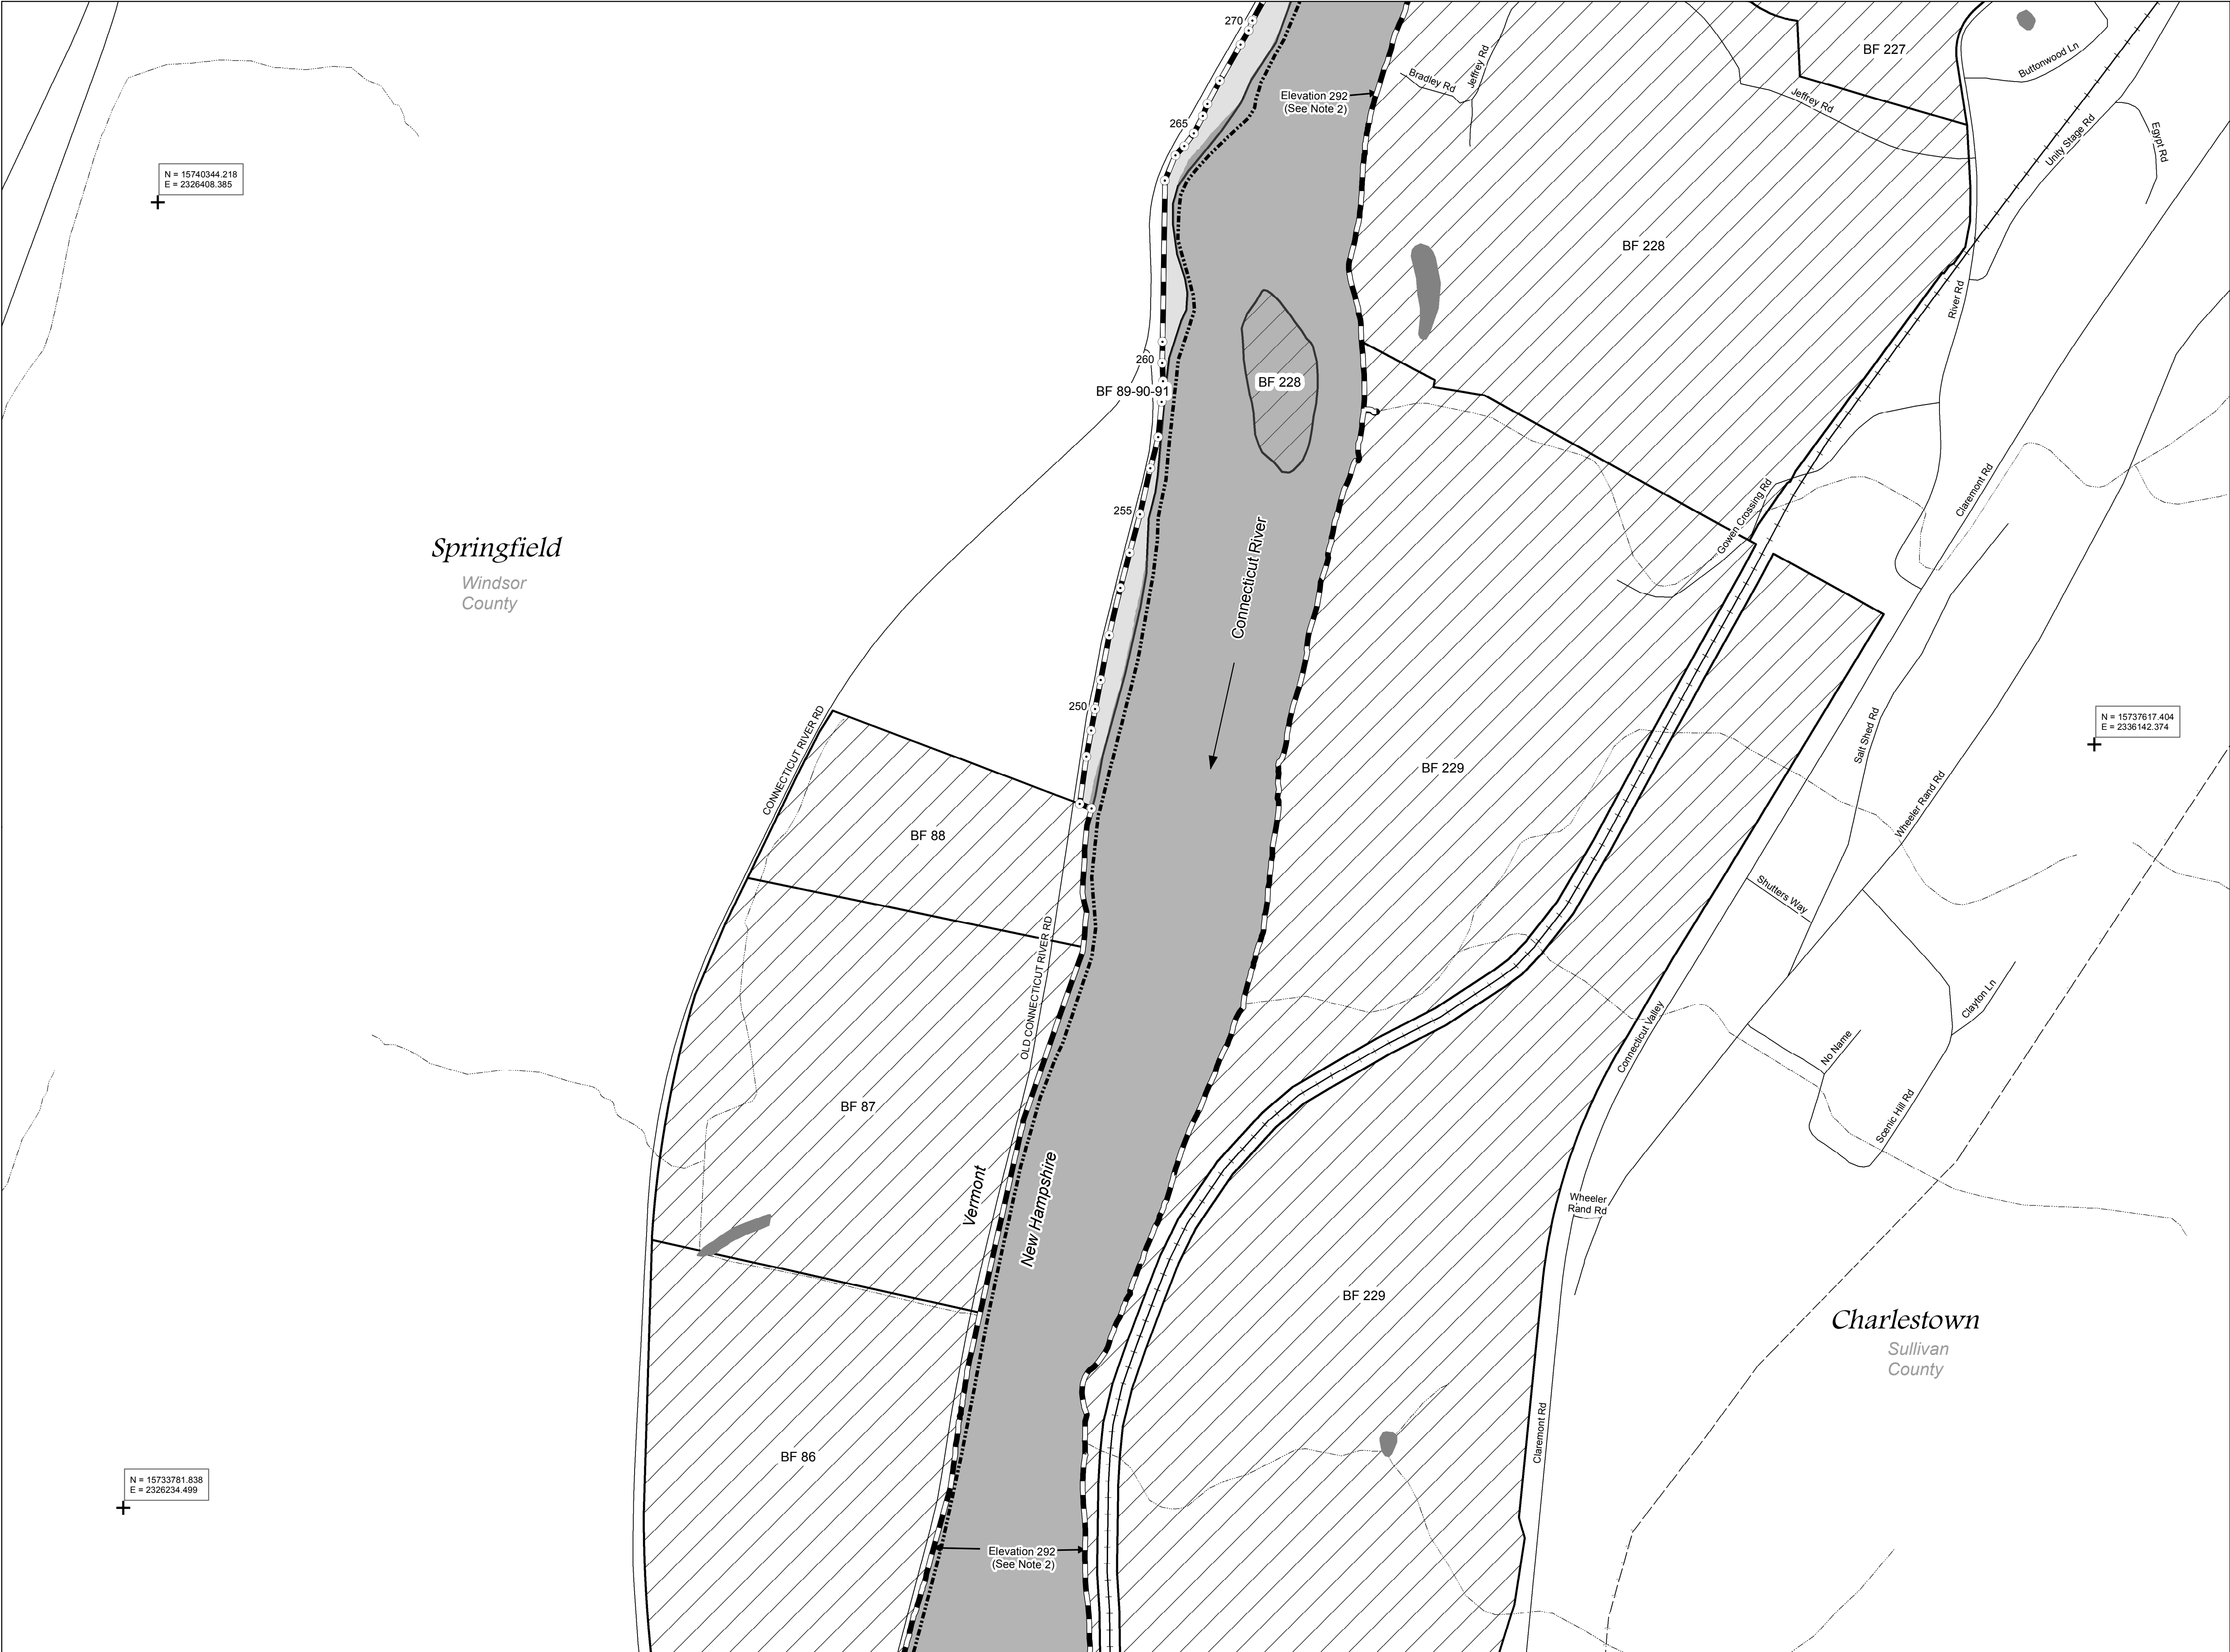 270
BF 227
Buttonwood Ln
Bradley Rd
Jeffrey Rd
Elevation 292
(See Note 2)
Jeffrey Rd
265
Unity Stage Rd
Egypt Rd
N = 15740344.218
E = 2326408.385
BF 228
River Rd
260
BF 89-90-91
BF 228
Claremont Rd
255
Gowen Crossing Rd
Springfield
Windsor
County
Connecticut River
250
CONNECTICUT RIVER RD
N = 15737617.404
E = 2336142.374
Salt Shed Rd
BF 229
Wheeler Rand Rd
BF 88
Shutters Way
OLD CONNECTICUT RIVER RD
Clayton Ln
Connecticut Valley
No Name
BF 87
Scenic Hill Rd
Vermont
New Hampshire
Wheeler
Rand Rd
BF 229
Charlestown
Sullivan
County
Claremont Rd
BF 86
N = 15733781.838
E = 2326234.499
Elevation 292
(See Note 2)